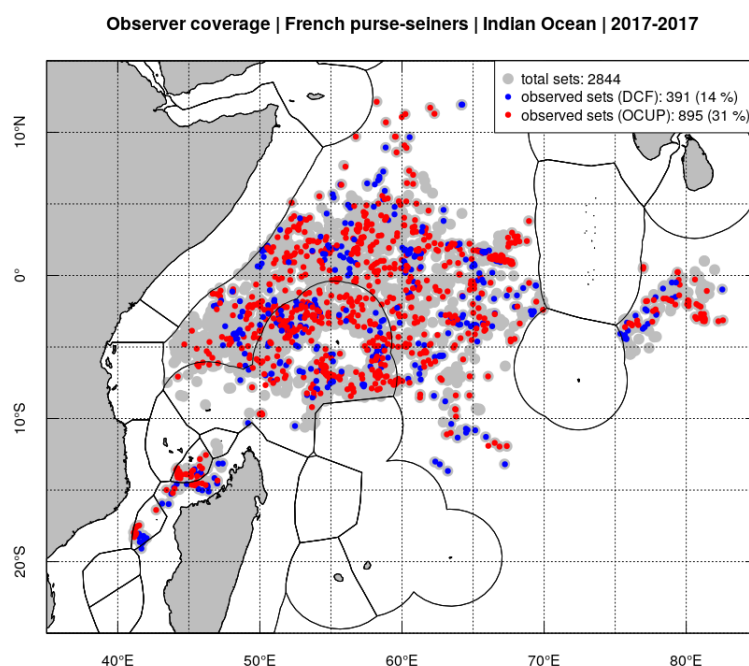 Observer coverage | French purse-seiners | Indian Ocean | 2017-2017
total sets: 2844
observed sets (DCF): 391 (14 %)
observed sets (OCUP): 895 (31 %)
10°N
0°
10°S
20°S
40°E
50°E
60°E
70°E
80°E